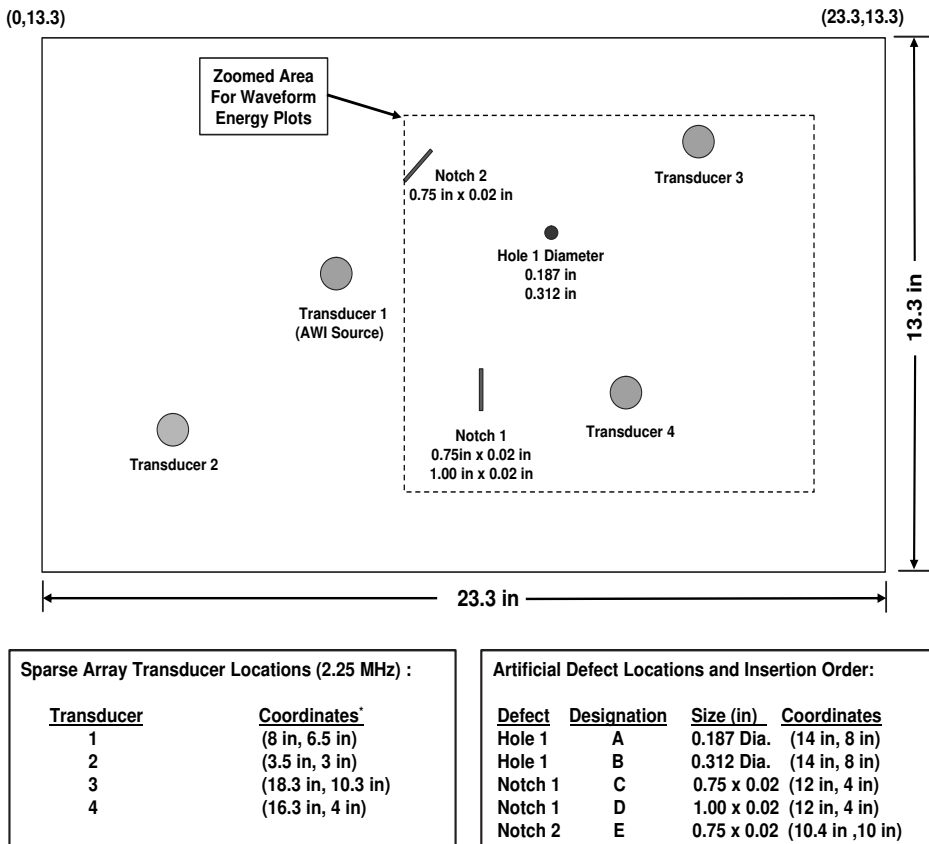 (0,13.3)
(23.3,13.3)
Zoomed Area
For Waveform
Energy Plots
Notch 2
0.75 in x 0.02 in
Transducer 3
Hole 1 Diameter
0.187 in
0.312 in
Transducer 1
(AWI Source)
13.3 in
Transducer 2
Notch 1
0.75in x 0.02 in
1.00 in x 0.02 in
Transducer 4
23.3 in
Sparse Array Transducer Locations (2.25 MHz) :
Transducer Coordinates*
1 (8 in, 6.5 in)
2 (3.5 in, 3 in)
3 (18.3 in, 10.3 in)
4 (16.3 in, 4 in)
Artificial Defect Locations and Insertion Order:
Defect Designation Size (in) Coordinates
Hole 1 A 0.187 Dia. (14 in, 8 in)
Hole 1 B 0.312 Dia. (14 in, 8 in)
Notch 1 C 0.75 x 0.02 (12 in, 4 in)
Notch 1 D 1.00 x 0.02 (12 in, 4 in)
Notch 2 E 0.75 x 0.02 (10.4 in ,10 in)